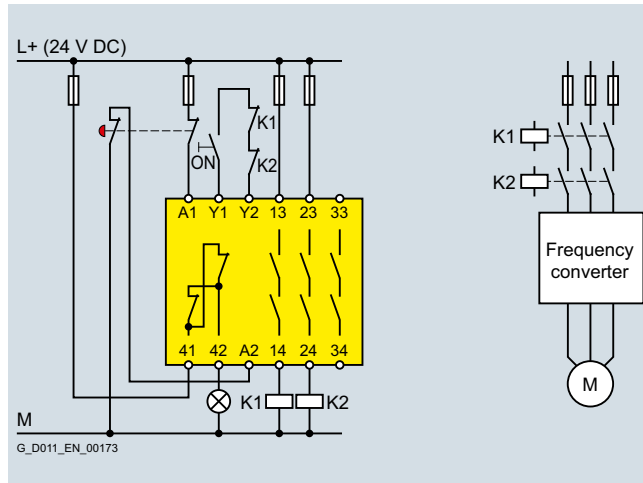 L+ (24 V DC)
K1
K2
ON
A1 Y1 Y2 13 23 33
41 42 A2 14 24 34
K1 K2
M
G_D011_EN_00173
K1
K2
Frequency
converter
M